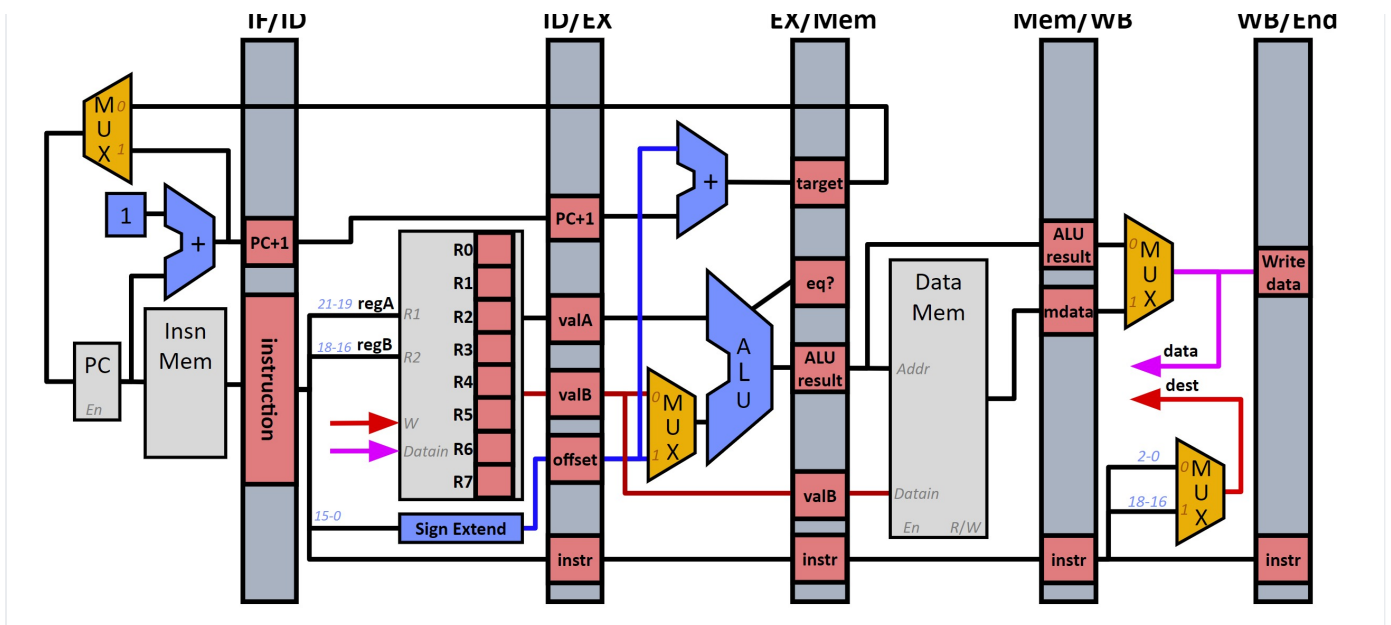 IF/ID
ID/EX
EX/Mem
Mem/WB
WB/End
M
U
X
0
1
1
+
PC+1
PC
En
Insn
Mem
instruction
21-19 regA
18-16 regB
15-0
R1
R2
W
Datain
R0
R1
R2
R3
R4
R5
R6
R7
Sign Extend
PC+1
valA
valB
offset
instr
+
M
U
X
0
1
A
L
U
target
eq?
ALU
result
valB
instr
Data
Mem
Addr
Datain
En
R/W
ALU
result
mdata
instr
0
1
M
U
X
data
dest
2-0
18-16
0
1
M
U
X
Write
data
instr